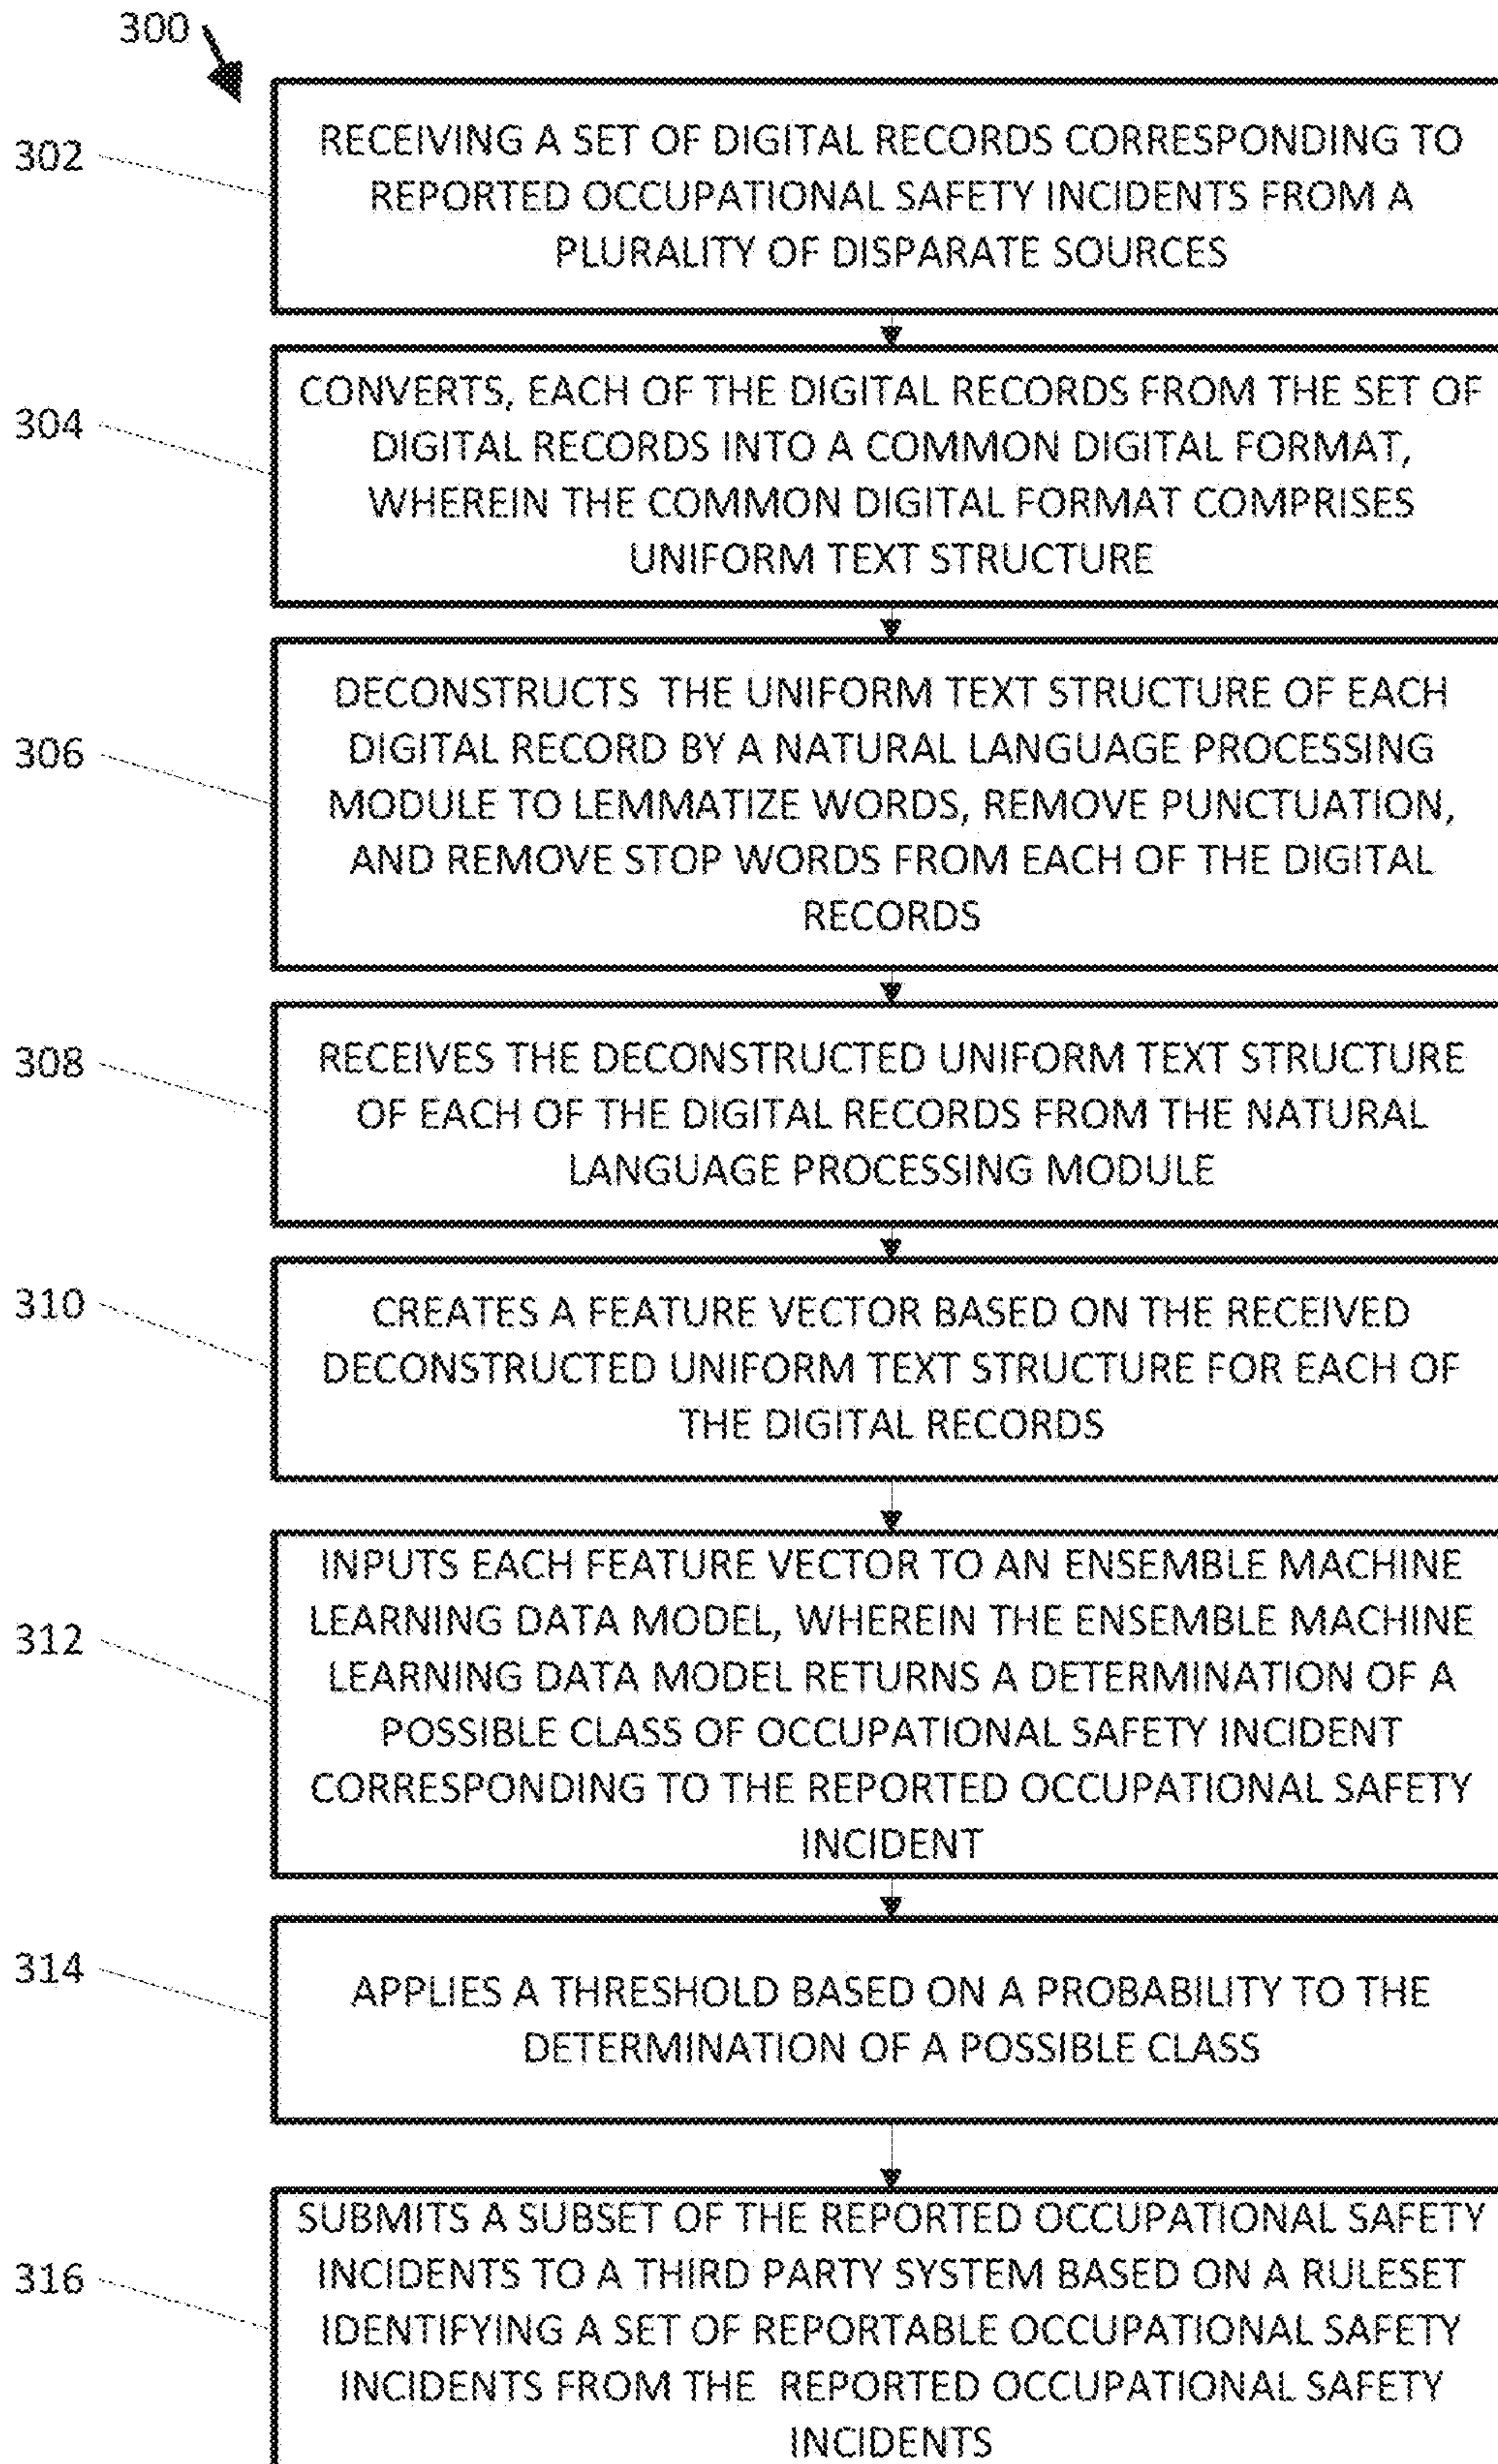 300
302
RECEIVING A SET OF DIGITAL RECORDS CORRESPONDING TO
REPORTED OCCUPATIONAL SAFETY INCIDENTS FROM A
PLURALITY OF DISPARATE SOURCES
304
CONVERTS, EACH OF THE DIGITAL RECORDS FROM THE SET OF
DIGITAL RECORDS INTO A COMMON DIGITAL FORMAT,
WHEREIN THE COMMON DIGITAL FORMAT COMPRISES
UNIFORM TEXT STRUCTURE
306
DECONSTRUCTS THE UNIFORM TEXT STRUCTURE OF EACH
DIGITAL RECORD BY A NATURAL LANGUAGE PROCESSING
MODULE TO LEMMATIZE WORDS, REMOVE PUNCTUATION,
AND REMOVE STOP WORDS FROM EACH OF THE DIGITAL
RECORDS
308
RECEIVES THE DECONSTRUCTED UNIFORM TEXT STRUCTURE
OF EACH OF THE DIGITAL RECORDS FROM THE NATURAL
LANGUAGE PROCESSING MODULE
310
CREATES A FEATURE VECTOR BASED ON THE RECEIVED
DECONSTRUCTED UNIFORM TEXT STRUCTURE FOR EACH OF
THE DIGITAL RECORDS
312
INPUTS EACH FEATURE VECTOR TO AN ENSEMBLE MACHINE
LEARNING DATA MODEL, WHEREIN THE ENSEMBLE MACHINE
LEARNING DATA MODEL RETURNS A DETERMINATION OF A
POSSIBLE CLASS OF OCCUPATIONAL SAFETY INCIDENT
CORRESPONDING TO THE REPORTED OCCUPATIONAL SAFETY
INCIDENT
314
APPLIES A THRESHOLD BASED ON A PROBABILITY TO THE
DETERMINATION OF A POSSIBLE CLASS
316
SUBMITS A SUBSET OF THE REPORTED OCCUPATIONAL SAFETY
INCIDENTS TO A THIRD PARTY SYSTEM BASED ON A RULESET
IDENTIFYING A SET OF REPORTABLE OCCUPATIONAL SAFETY
INCIDENTS FROM THE REPORTED OCCUPATIONAL SAFETY
INCIDENTS